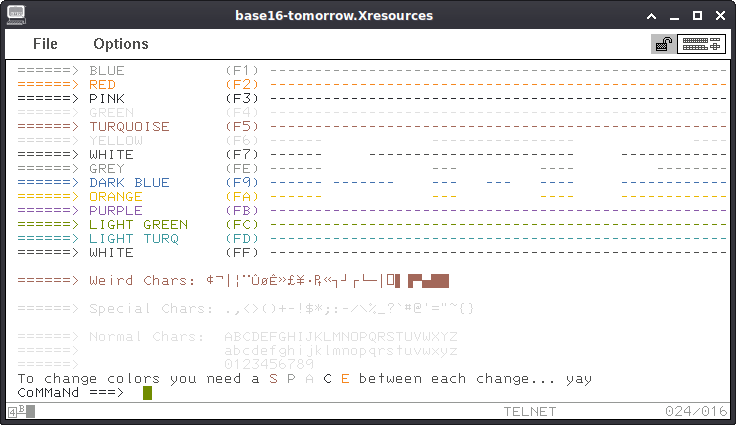 base16-tomorrow.Xresources
File Options
======> BLUE (F1) ------------------------------------------------------
======> RED (F2) ------------------------------------------------------
======> PINK (F3) ------------------------------------------------------
======> GREEN (F4)
======> TURQUOISE (F5) ------------------------------------------------------
======> YELLOW (F6) ------ --- --- ----
======> WHITE (F7) ------ ------------------ -------------
======> GREY (FE) ------ --- ---
======> DARK BLUE (F9) ------ ------- --- --- --- -------------
======> ORANGE (FA) ------ --- ---
======> PURPLE (FB) ------------------------------------------------------
======> LIGHT GREEN (FC) ------------------------------------------------------
======> LIGHT TURQ (FD) ------------------------------------------------------
======> WHITE (FF) ------------------------------------------------------
======> Weird Chars: ¢¬|¦¨ÛøÊ»£¥·₧«┐┘┌└─│
======> Special Chars: .,<>()+-!$*;:-/\%_?`#@'="~{}
======> Normal Chars: ABCDEFGHIJKLMNOPQRSTUVWXYZ
======> abcdefghijklmnopqrstuvwxyz
======> 0123456789
To change colors you need a S P A C E between each change... yay
CoMMaNd ===>
4B TELNET 024/016